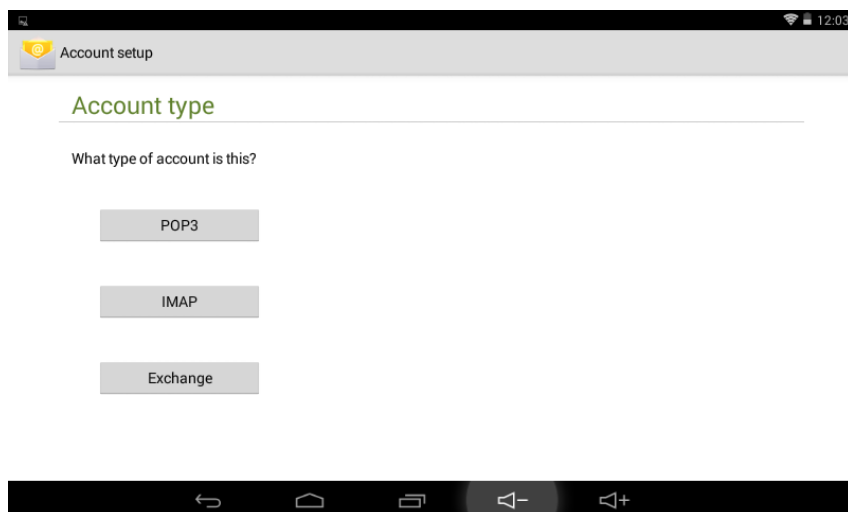 12:03
Account setup
Account type
What type of account is this?
POP3
IMAP
Exchange